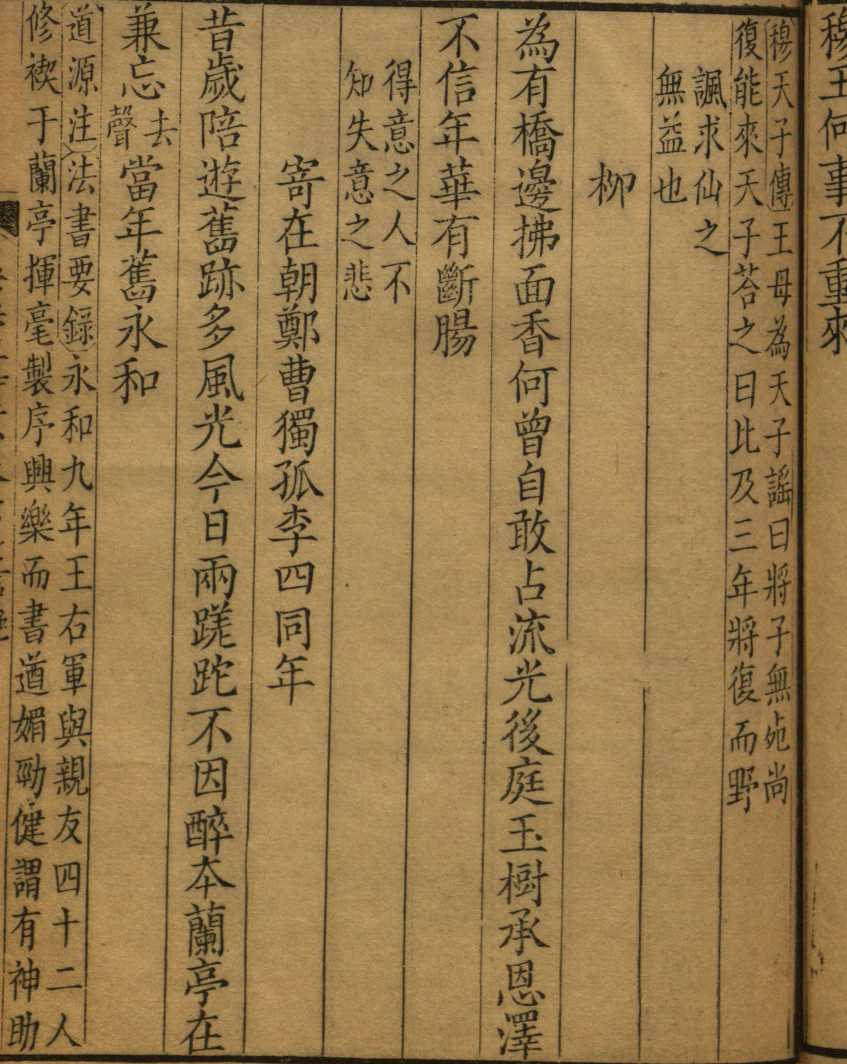 穆王何事不重來
穆天子傳王母為天子謠曰將子無死尚
復能來天子荅之曰比及三年將復而野
諷求仙之
無益也
柳
為有橋邊拂面香何曾自敢占流光後庭玉樹承恩澤
不信年華有斷腸
得意之人不
知失意之悲
寄在朝鄭曹獨孤李四同年
昔歲陪遊舊跡多風光今日兩蹉跎不因醉本蘭亭在
兼忘去聲當年舊永和
道源注法書要錄永和九年王右軍與親友四十二人
修禊于蘭亭揮毫製序興樂而書遒媚勁健謂有神助